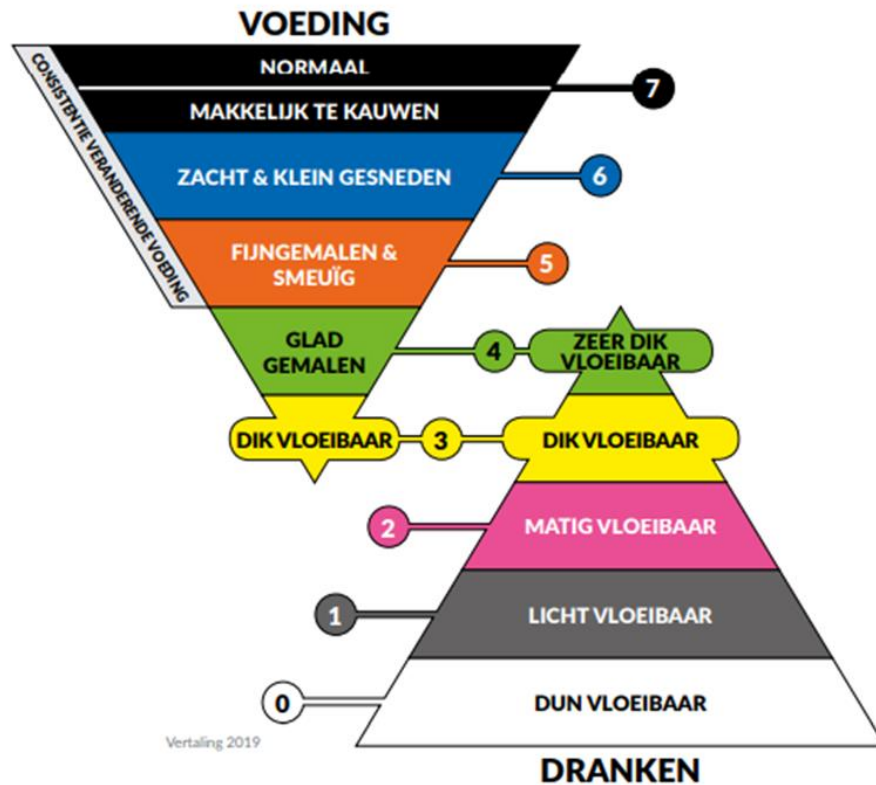 VOEDING
CONSISTENTIE VERANDERENDE VOEDING
NORMAAL
7
MAKKELIJK TE KAUWEN
ZACHT & KLEIN GESNEDEN
6
FIJNGEMALEN &
SMEUÏG
5
GLAD
GEMALEN
4
ZEER DIK
VLOEIBAAR
DIK VLOEIBAAR
3
DIK VLOEIBAAR
2
MATIG VLOEIBAAR
1
LICHT VLOEIBAAR
0
DUN VLOEIBAAR
Vertaling 2019
DRANKEN